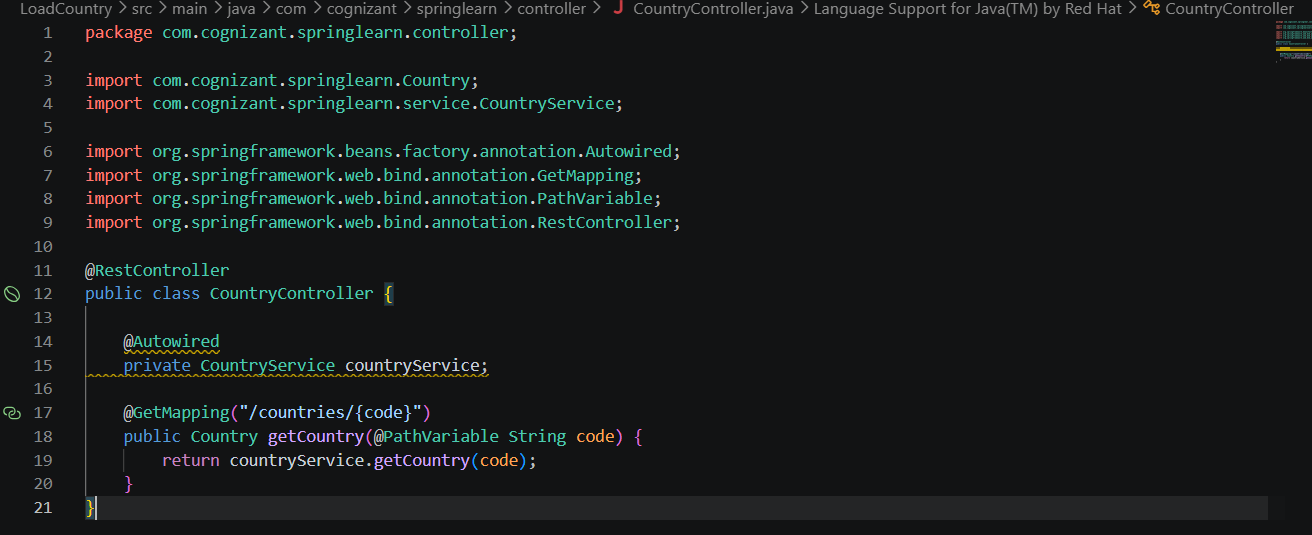 LoadCountry > src > main > java > com > cognizant > springlearn > controller > J CountryController.java > Language Support for Java(TM) by Red Hat > CountryController
1 package com.cognizant.springlearn.controller;
2
3 import com.cognizant.springlearn.Country;
4 import com.cognizant.springlearn.service.CountryService;
5
6 import org.springframework.beans.factory.annotation.Autowired;
7 import org.springframework.web.bind.annotation.GetMapping;
8 import org.springframework.web.bind.annotation.PathVariable;
9 import org.springframework.web.bind.annotation.RestController;
10
11 @RestController
12 public class CountryController {
13
14     @Autowired
15     private CountryService countryService;
16
17     @GetMapping("/countries/{code}")
18     public Country getCountry(@PathVariable String code) {
19         return countryService.getCountry(code);
20     }
21 }